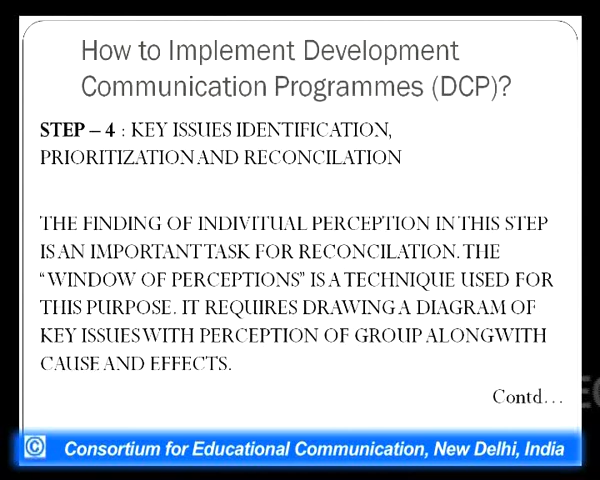 How to Implement Development
Communication Programmes (DCP)?
STEP – 4 : KEY ISSUES IDENTIFICATION,
PRIORITIZATION AND RECONCILATION
THE FINDING OF INDIVITUAL PERCEPTION IN THIS STEP
IS AN IMPORTANT TASK FOR RECONCILATION. THE
“WINDOW OF PERCEPTIONS” IS A TECHNIQUE USED FOR
THIS PURPOSE. IT REQUIRES DRAWING A DIAGRAM OF
KEY ISSUES WITH PERCEPTION OF GROUP ALONG WITH
CAUSE AND EFFECTS.
Contd…
© Consortium for Educational Communication, New Delhi, India